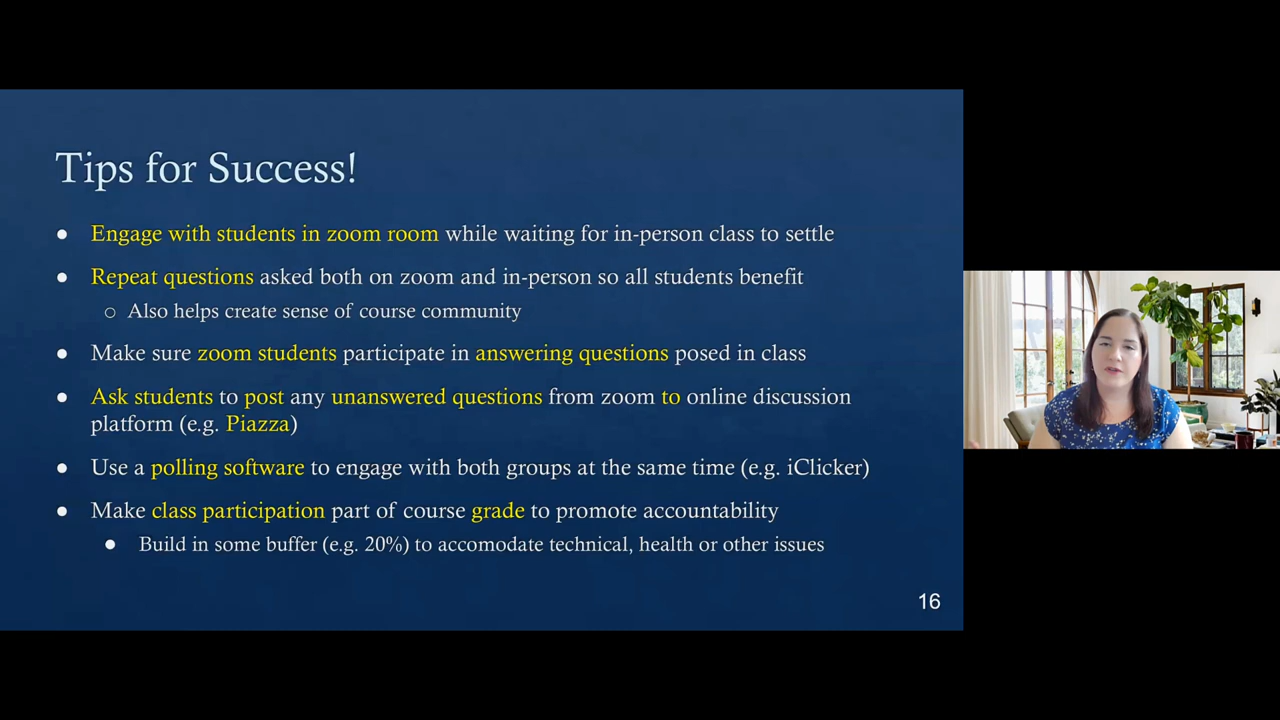 Tips for Success!
● Engage with students in zoom room while waiting for in-person class to settle
● Repeat questions asked both on zoom and in-person so all students benefit
○ Also helps create sense of course community
● Make sure zoom students participate in answering questions posed in class
● Ask students to post any unanswered questions from zoom to online discussion
platform (e.g. Piazza)
● Use a polling software to engage with both groups at the same time (e.g. iClicker)
● Make class participation part of course grade to promote accountability
● Build in some buffer (e.g. 20%) to accomodate technical, health or other issues
16